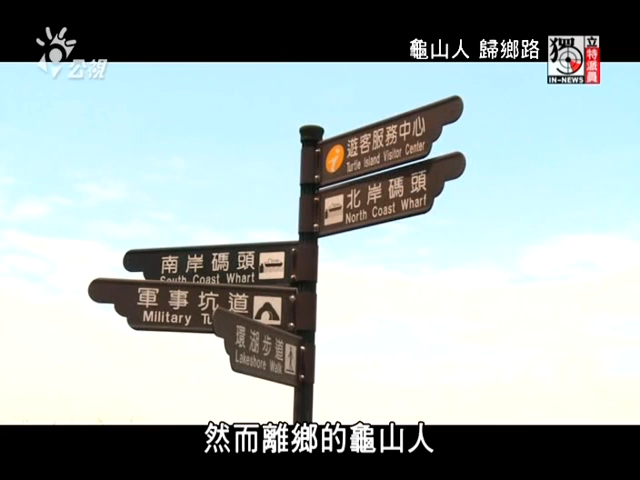 公視
龜山人 歸鄉路
獨
立
特派員
IN-NEWS
遊客服務中心
Turtle Island Visitor Center
北岸碼頭
North Coast Wharf
南岸碼頭
South Coast Wharf
軍事坑道
Military
環湖步道
Lakeshore Walk
然而離鄉的龜山人